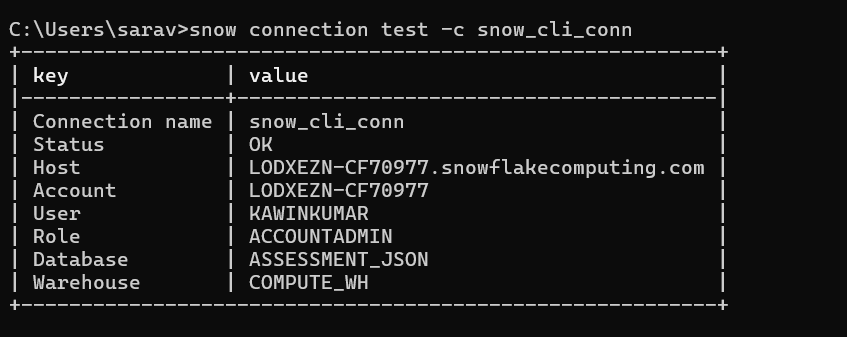 C:\Users\sarav>snow connection test -c snow_cli_conn
+----------------------------------------------------------+
| key             | value                                  |
|-----------------+----------------------------------------|
| Connection name | snow_cli_conn                          |
| Status          | OK                                     |
| Host            | LODXEZN-CF70977.snowflakecomputing.com |
| Account         | LODXEZN-CF70977                        |
| User            | KAWINKUMAR                             |
| Role            | ACCOUNTADMIN                           |
| Database        | ASSESSMENT_JSON                        |
| Warehouse       | COMPUTE_WH                             |
+----------------------------------------------------------+